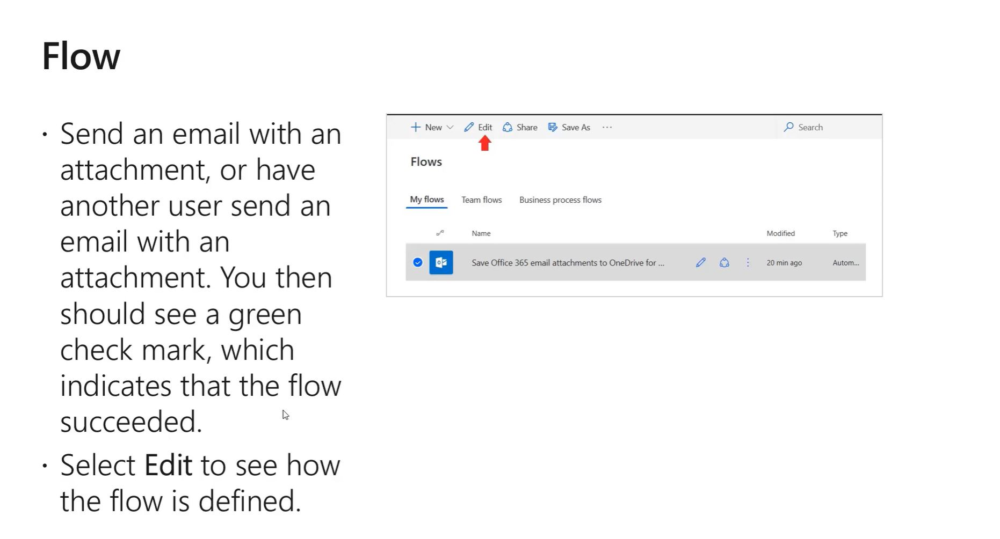 Flow
· Send an email with an
attachment, or have
another user send an
email with an
attachment. You then
should see a green
check mark, which
indicates that the flow
succeeded.
· Select Edit to see how
the flow is defined.
New Edit Share Save As ··· Search
Flows
My flows Team flows Business process flows
Name Modified Type
Save Office 365 email attachments to OneDrive for ... 20 min ago Autom...